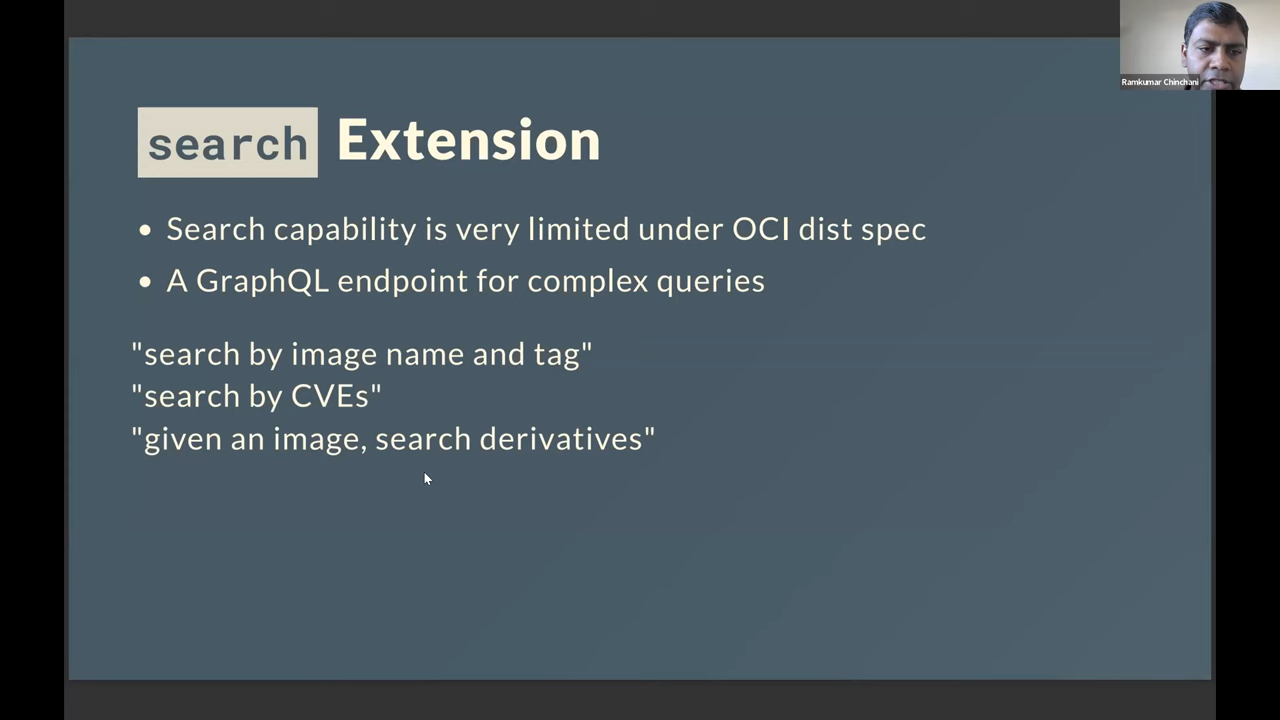 Ramkumar Chinchani
search Extension
• Search capability is very limited under OCI dist spec
• A GraphQL endpoint for complex queries
"search by image name and tag"
"search by CVEs"
"given an image, search derivatives"